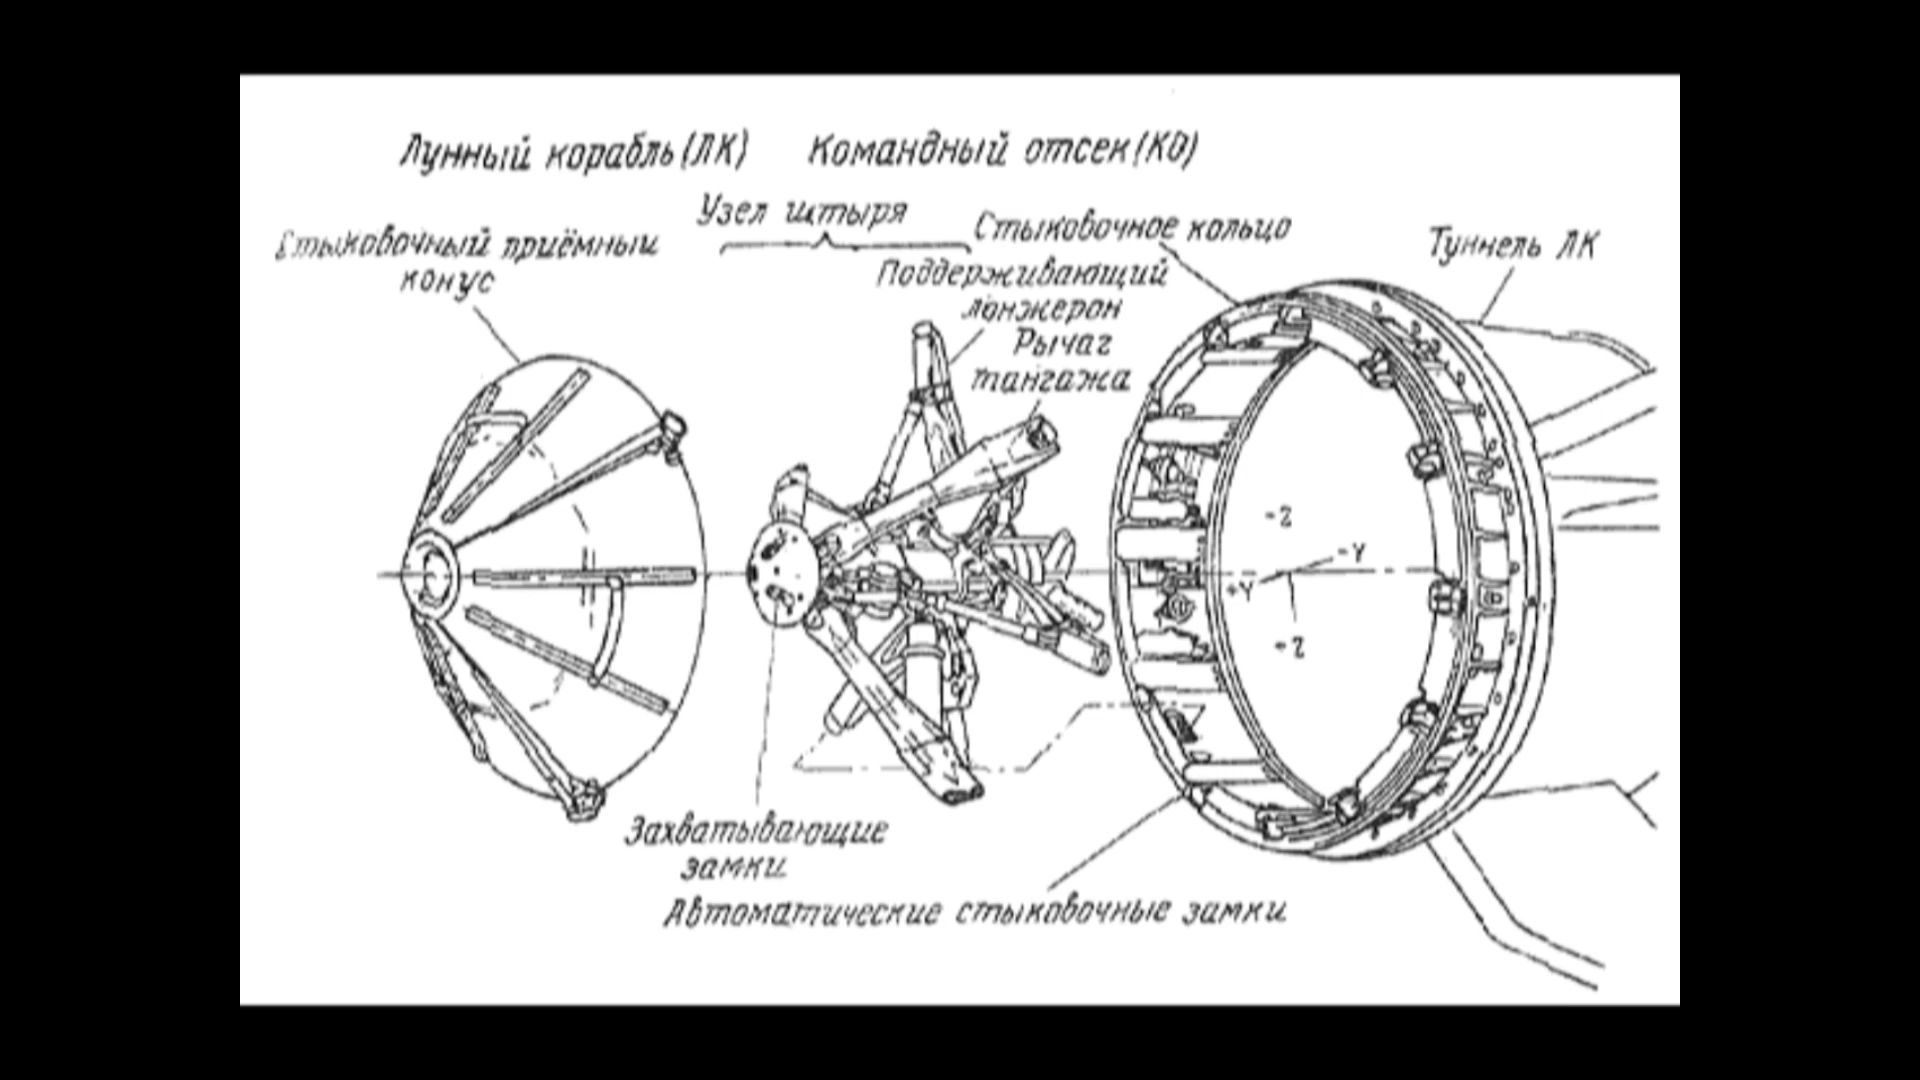 Лунный корабль (ЛК) Командный отсек (КО)
Узел штыря
Стыковочное кольцо
Туннель ЛК
Стыковочный приёмный
конус
Поддерживающий
лонжерон
Рычаг
тангажа
-Z
-Y
+Y
-Z
Захватывающие
замки
Автоматические стыковочные замки